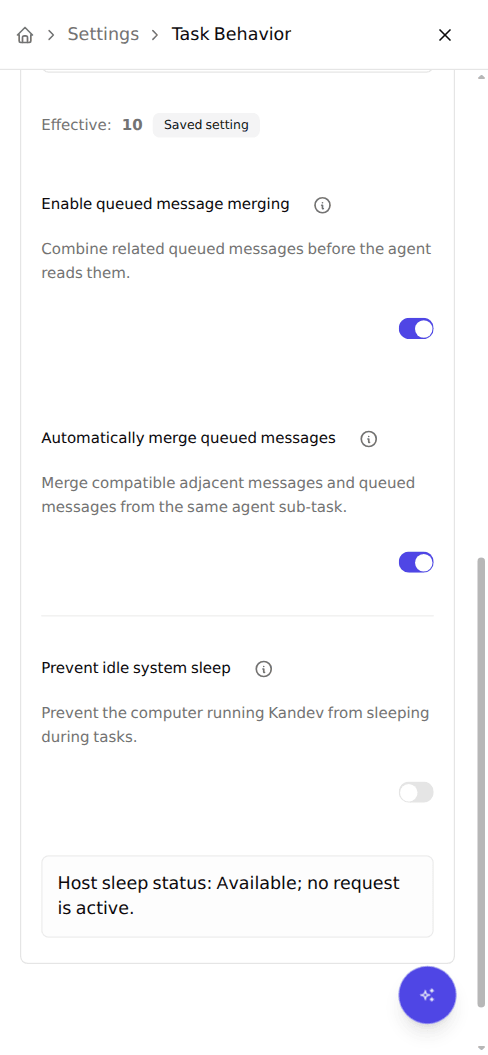 Settings > Task Behavior
Effective: 10 Saved setting
Enable queued message merging
Combine related queued messages before the agent
reads them.
Automatically merge queued messages
Merge compatible adjacent messages and queued
messages from the same agent sub-task.
Prevent idle system sleep
Prevent the computer running Kandev from sleeping
during tasks.
Host sleep status: Available; no request
is active.